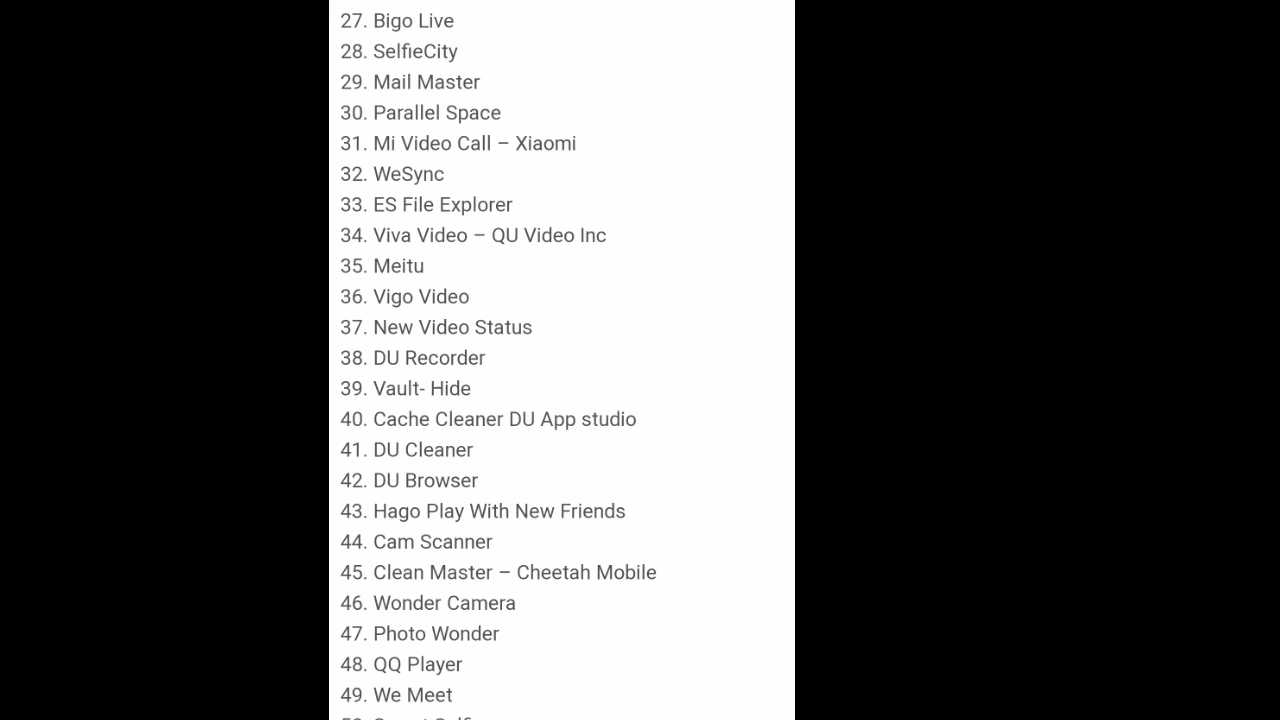 27. Bigo Live
28. SelfieCity
29. Mail Master
30. Parallel Space
31. Mi Video Call – Xiaomi
32. WeSync
33. ES File Explorer
34. Viva Video – QU Video Inc
35. Meitu
36. Vigo Video
37. New Video Status
38. DU Recorder
39. Vault- Hide
40. Cache Cleaner DU App studio
41. DU Cleaner
42. DU Browser
43. Hago Play With New Friends
44. Cam Scanner
45. Clean Master – Cheetah Mobile
46. Wonder Camera
47. Photo Wonder
48. QQ Player
49. We Meet